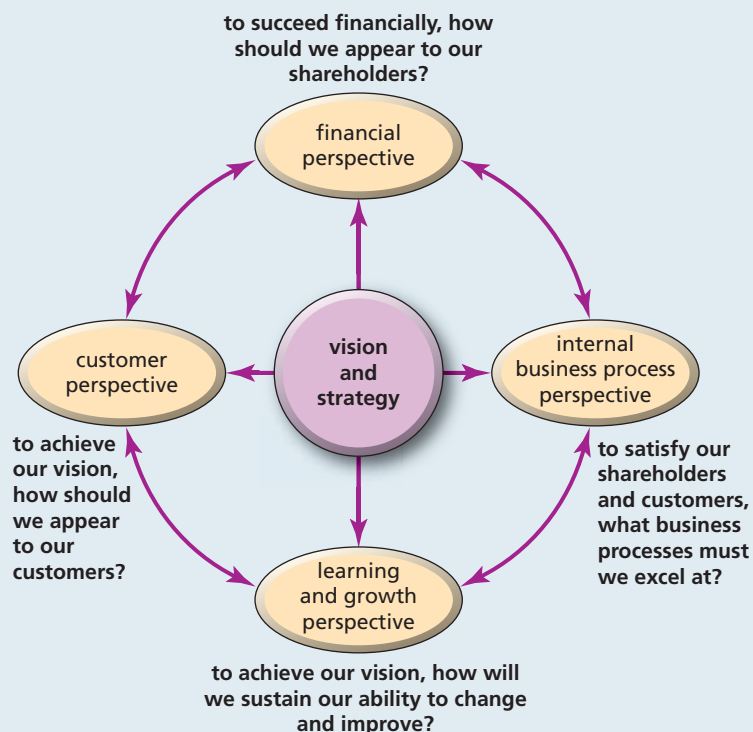 to succeed financially, how
should we appear to our
shareholders?
financial
perspective
customer
perspective
vision
and
strategy
internal
business process
perspective
to achieve
our vision,
how should
we appear
to our
customers?
to satisfy our
shareholders
and customers,
what business
processes must
we excel at?
learning
and growth
perspective
to achieve our vision, how will
we sustain our ability to change
and improve?